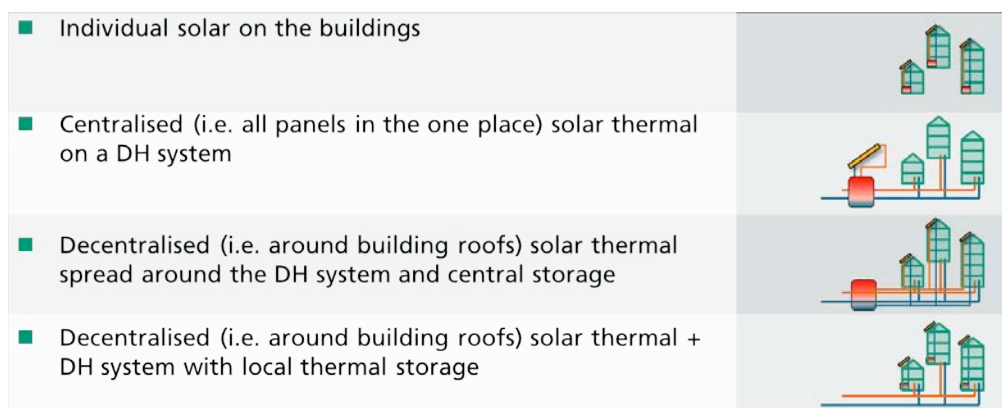 Individual solar on the buildings
Centralised (i.e. all panels in the one place) solar thermal
on a DH system
Decentralised (i.e. around building roofs) solar thermal
spread around the DH system and central storage
Decentralised (i.e. around building roofs) solar thermal +
DH system with local thermal storage